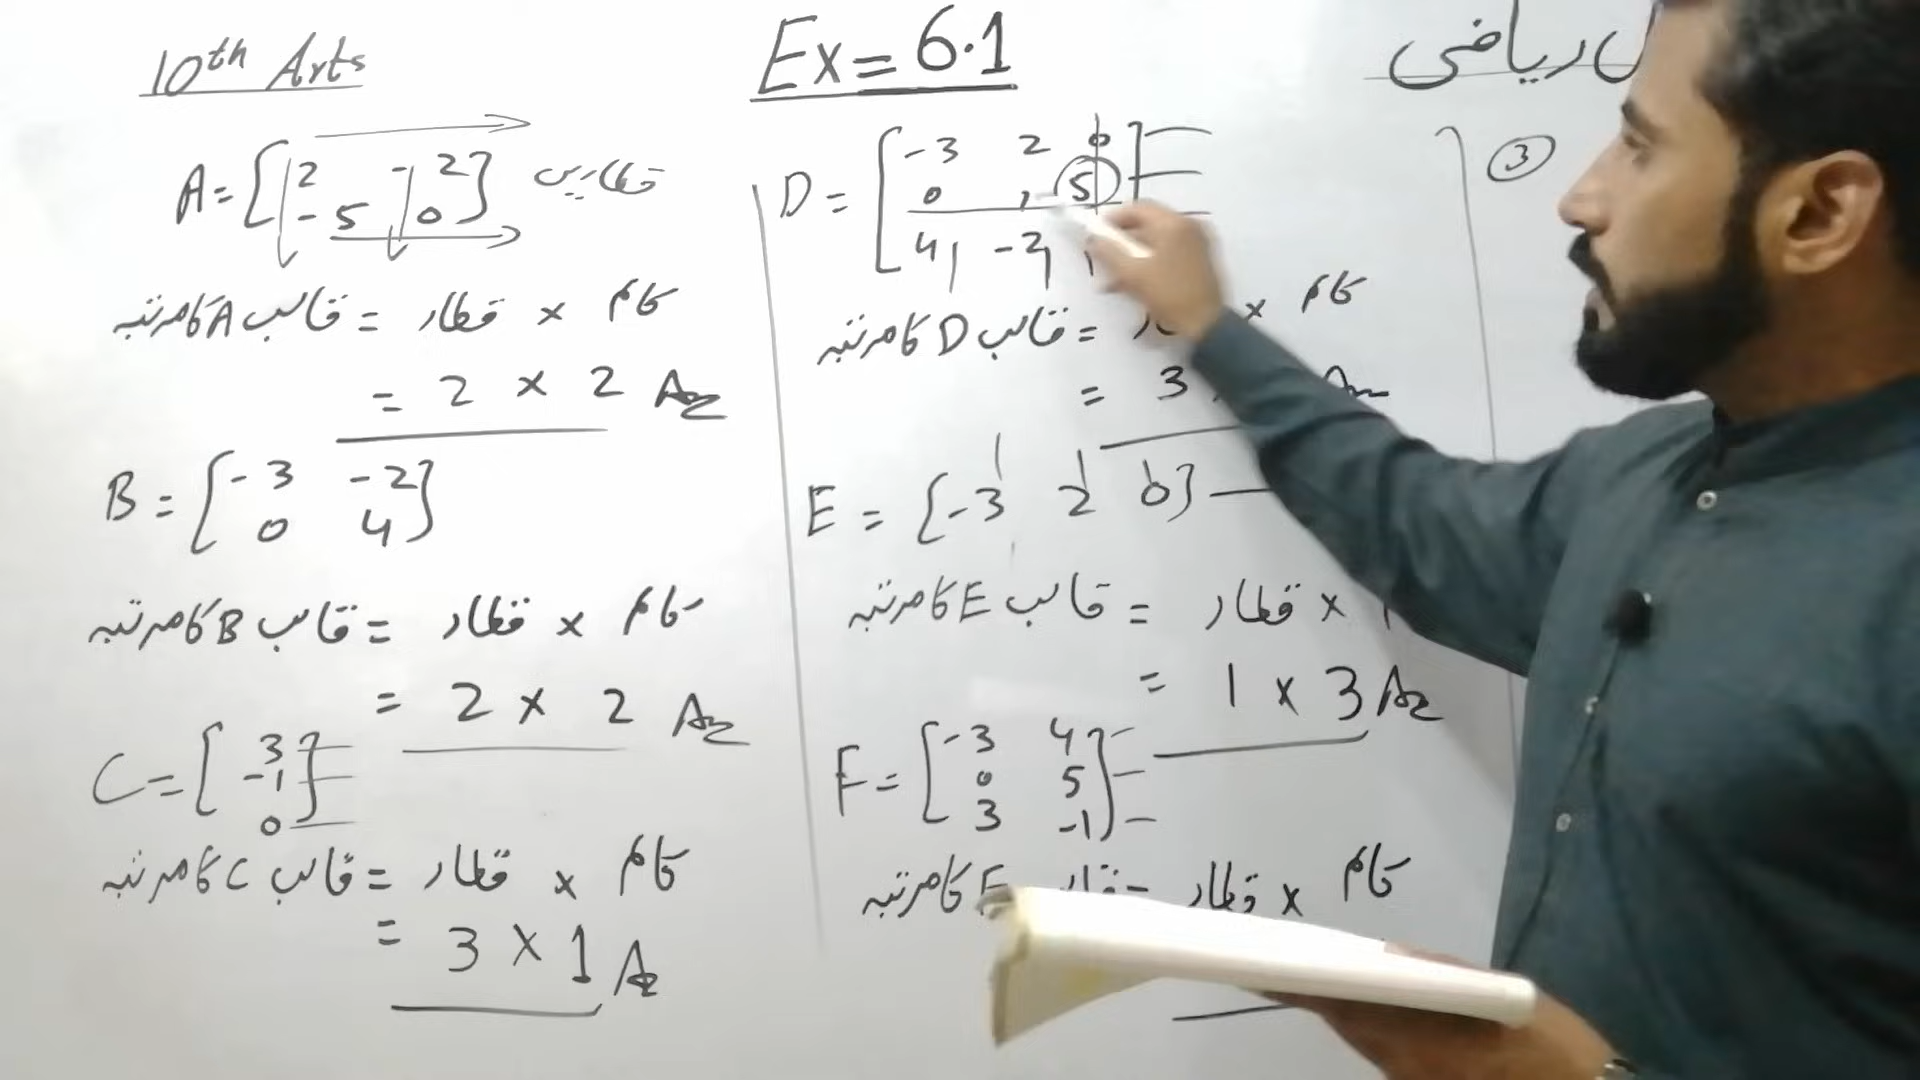 10th Arts
Ex = 6.1
ریاضی
A = [ 2 -2
-5 0 ] قطاریں
قالب A کا مرتبہ = قطار × کالم
= 2 × 2 Ans
B = [ -3 -2
0 4 ]
قالب B کا مرتبہ = قطار × کالم
= 2 × 2 Ans
C = [ 3
-1
0 ]
قالب C کا مرتبہ = قطار × کالم
= 3 × 1 Ans
D = [ -3 2 0
0 1 5
4 -2
قالب D کا مرتبہ = × کالم
= 3 Ans
E = [ -3 2 0 ]
قالب E کا مرتبہ = قطار ×
= 1 × 3 Ans
F = [ -3 4
0 5
3 -1 ]
F کا مرتبہ = قطار × کالم
3